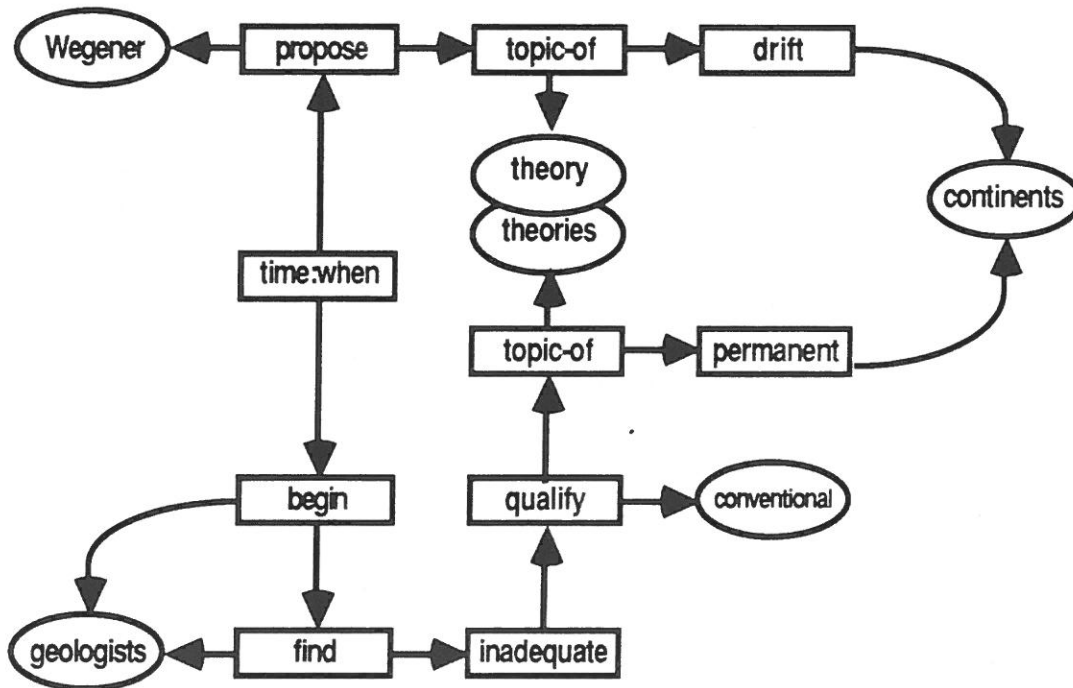 Wegener
propose
topic-of
drift
theory
continents
theories
time:when
topic-of
permanent
begin
qualify
conventional
geologists
find
inadequate